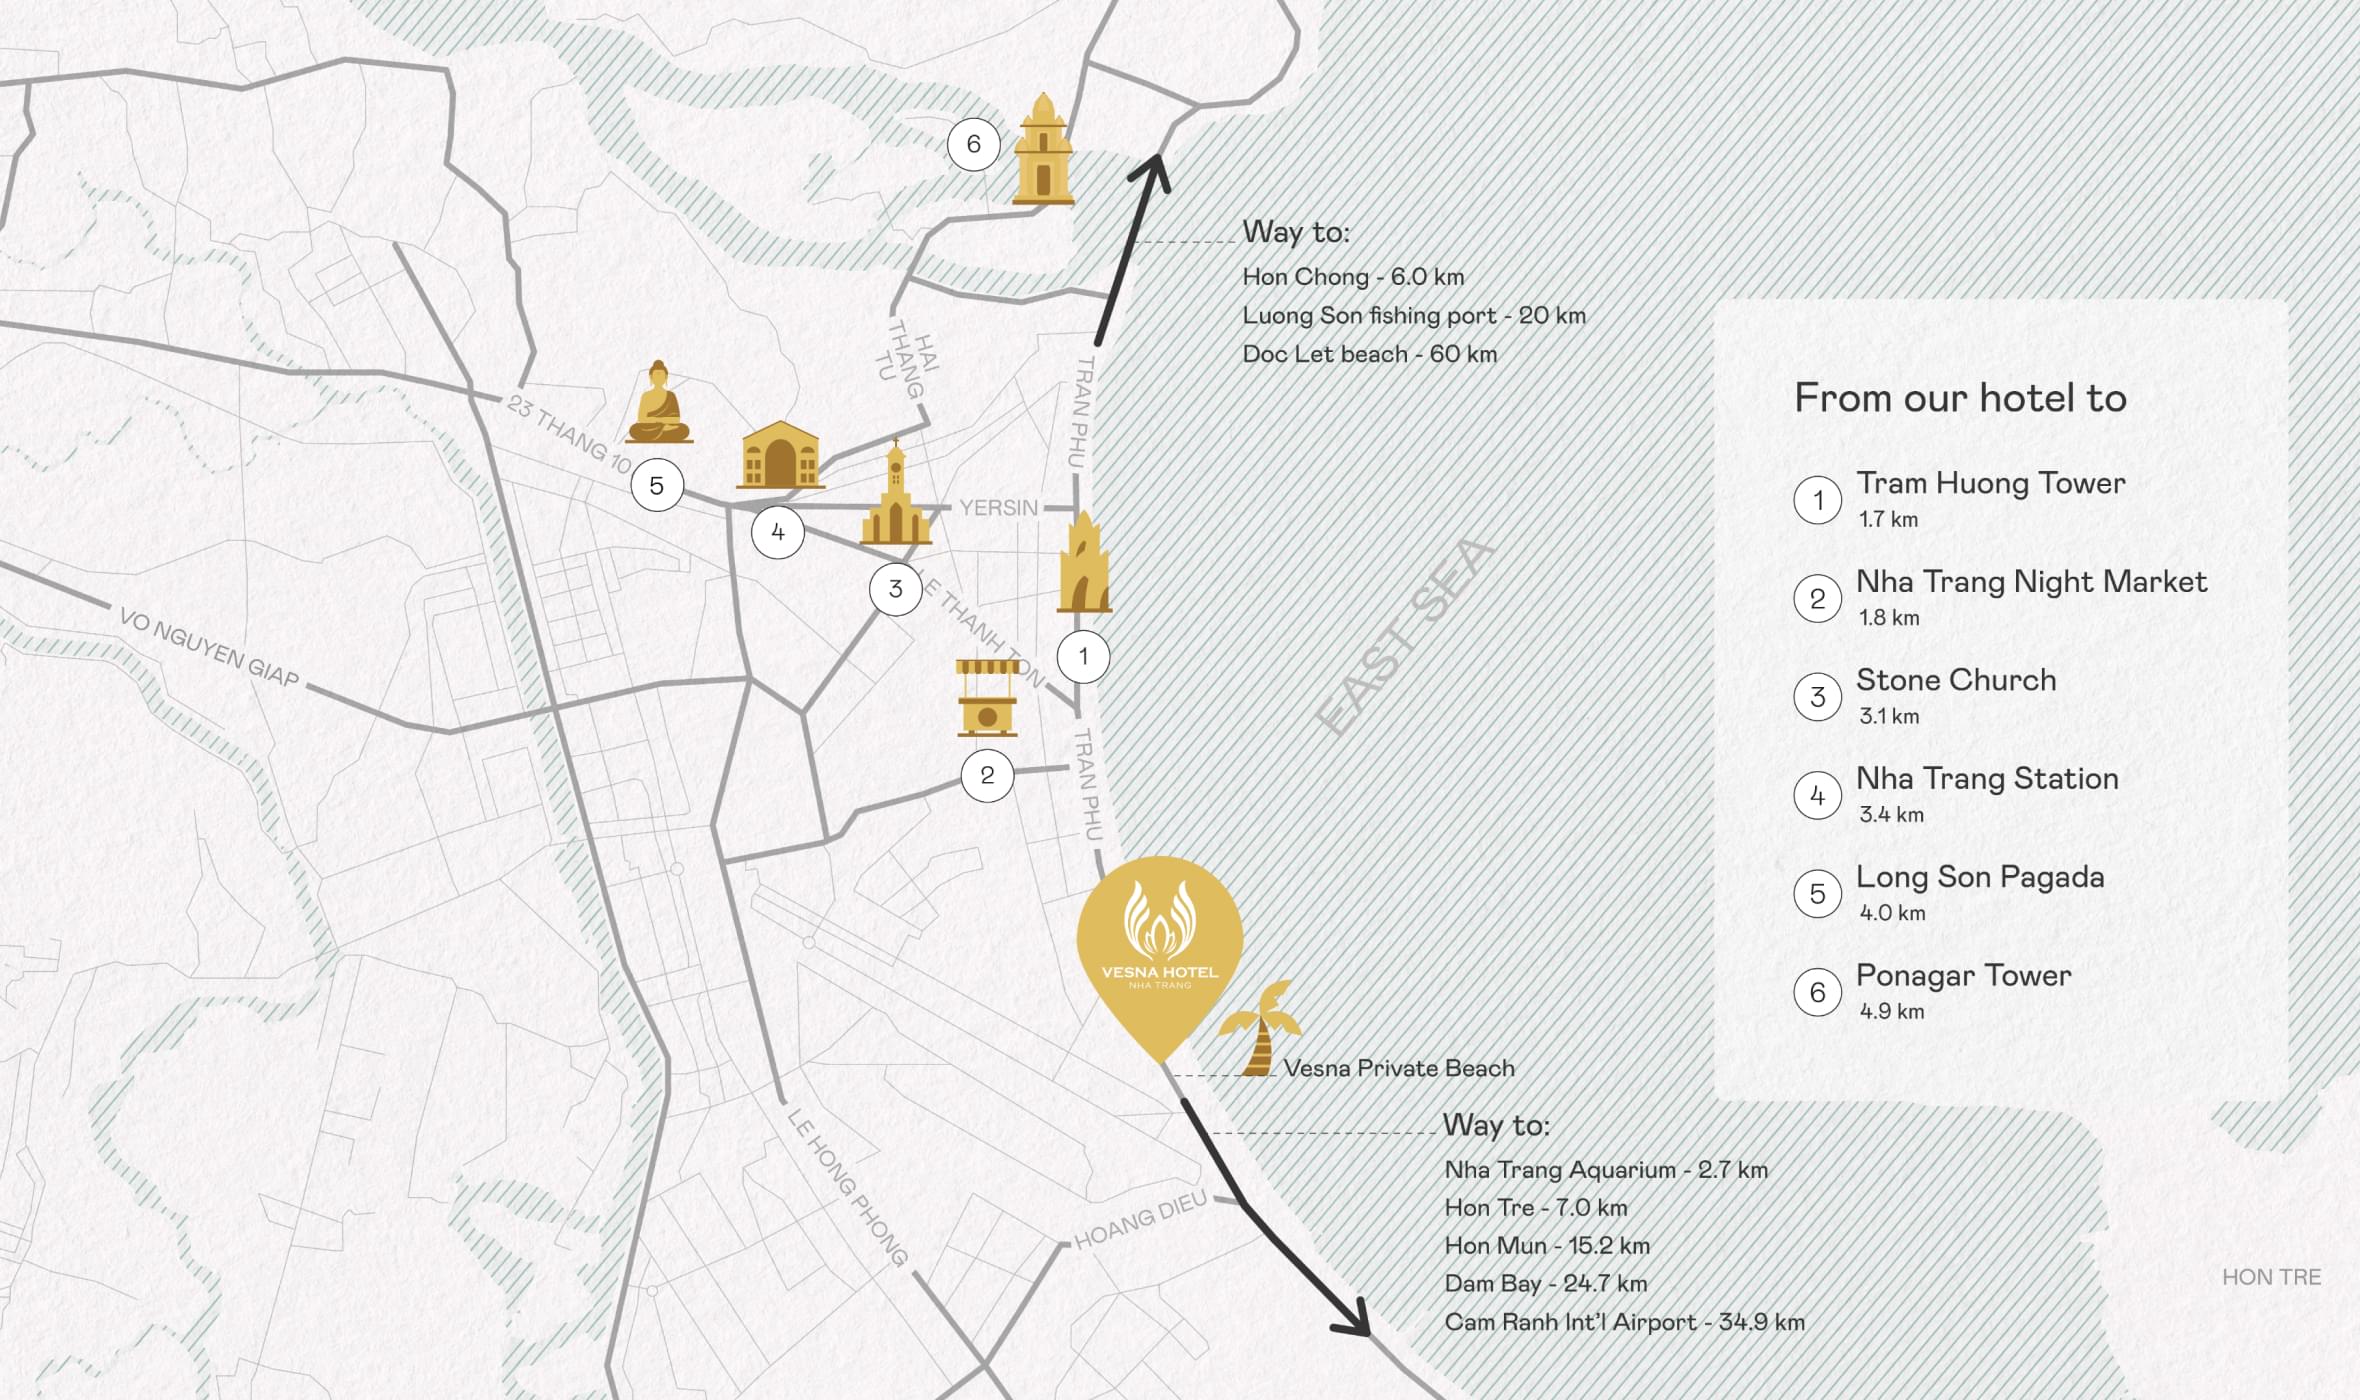 6
Way to:
Hon Chong - 6.0 km
Luong Son fishing port - 20 km
Doc Let beach - 60 km
HAI
THANG
TU
TRAN PHU
23 THANG 10
5
4
YERSIN
3
LE THANH TON
1
VO NGUYEN GIAP
2
TRAN PHU
EAST SEA
VESNA HOTEL
NHA TRANG
Vesna Private Beach
Way to:
Nha Trang Aquarium - 2.7 km
Hon Tre - 7.0 km
Hon Mun - 15.2 km
Dam Bay - 24.7 km
Cam Ranh Int'l Airport - 34.9 km
LE HONG PHONG
HOANG DIEU
HON TRE
From our hotel to
1 Tram Huong Tower
1.7 km
2 Nha Trang Night Market
1.8 km
3 Stone Church
3.1 km
4 Nha Trang Station
3.4 km
5 Long Son Pagada
4.0 km
6 Ponagar Tower
4.9 km